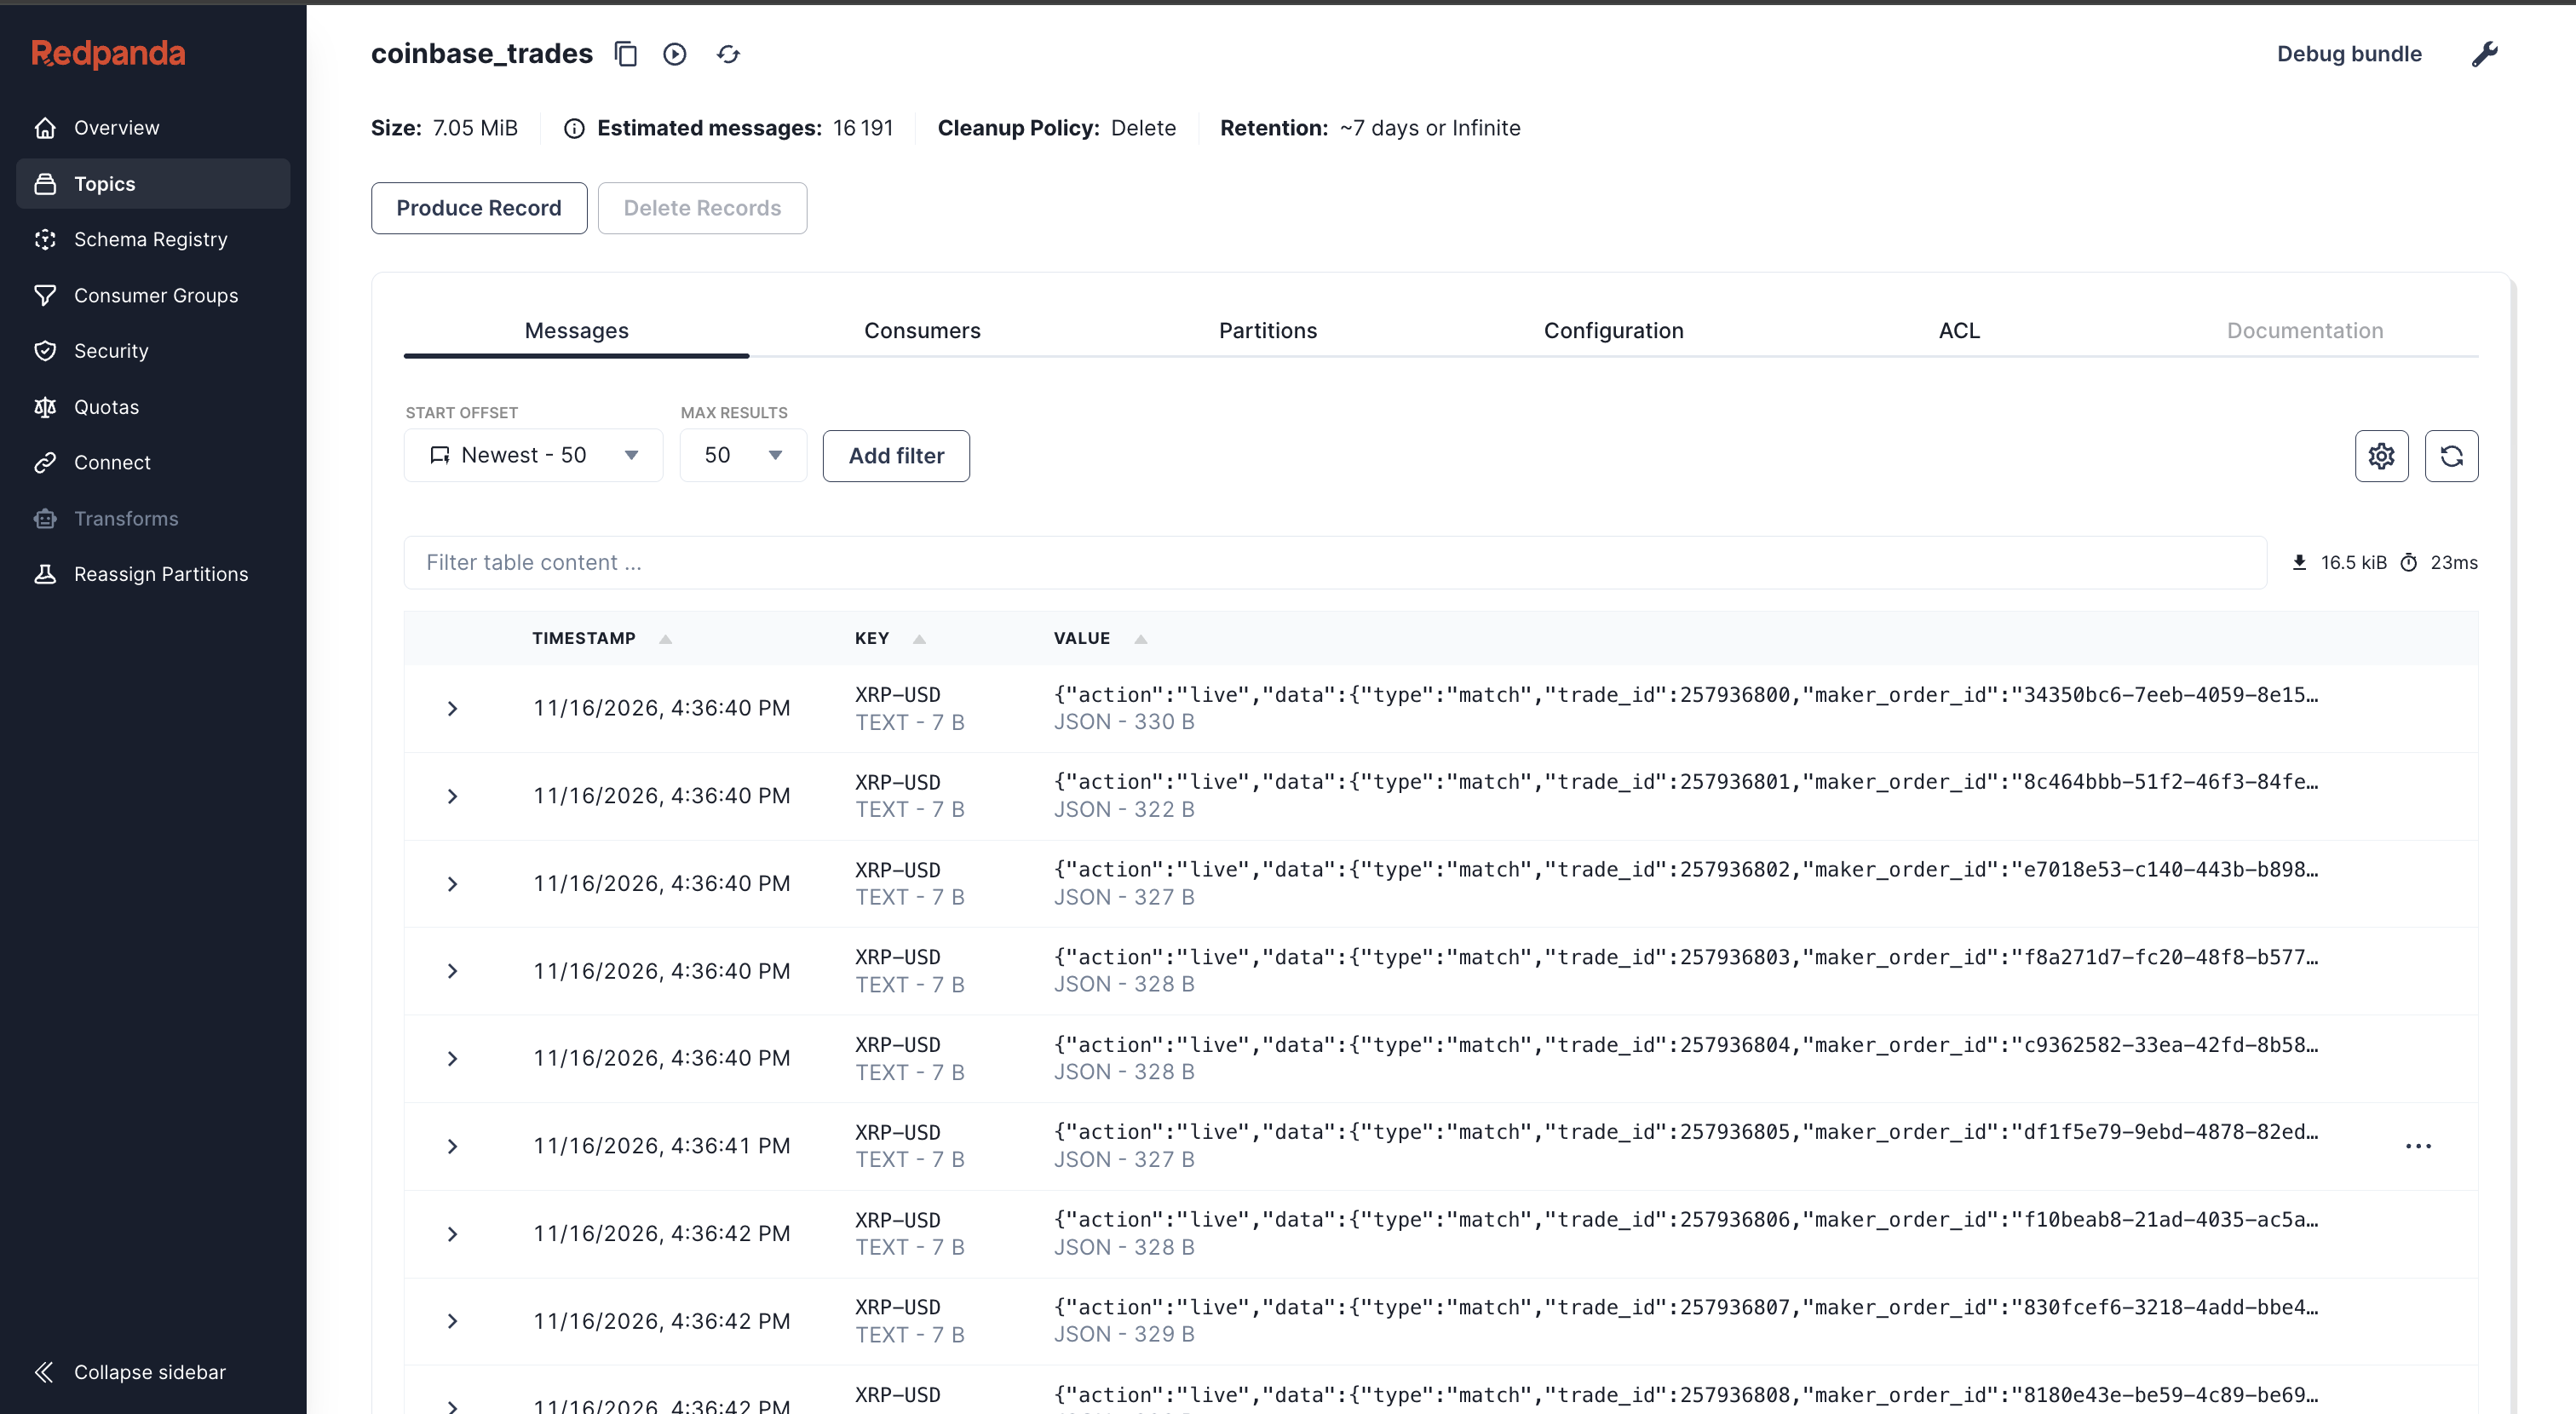 Redpanda
Overview
Topics
Schema Registry
Consumer Groups
Security
Quotas
Connect
Transforms
Reassign Partitions
Collapse sidebar
coinbase_trades
Debug bundle
Size: 7.05 MiB Estimated messages: 16 191 Cleanup Policy: Delete Retention: ~7 days or Infinite
Produce Record Delete Records
Messages Consumers Partitions Configuration ACL Documentation
START OFFSET MAX RESULTS
Newest - 50 50 Add filter
Filter table content ... 16.5 kiB 23ms
TIMESTAMP KEY VALUE
11/16/2026, 4:36:40 PM XRP-USD {"action":"live","data":{"type":"match","trade_id":257936800,"maker_order_id":"34350bc6-7eeb-4059-8e15…
TEXT - 7 B JSON - 330 B
11/16/2026, 4:36:40 PM XRP-USD {"action":"live","data":{"type":"match","trade_id":257936801,"maker_order_id":"8c464bbb-51f2-46f3-84fe…
TEXT - 7 B JSON - 322 B
11/16/2026, 4:36:40 PM XRP-USD {"action":"live","data":{"type":"match","trade_id":257936802,"maker_order_id":"e7018e53-c140-443b-b898…
TEXT - 7 B JSON - 327 B
11/16/2026, 4:36:40 PM XRP-USD {"action":"live","data":{"type":"match","trade_id":257936803,"maker_order_id":"f8a271d7-fc20-48f8-b577…
TEXT - 7 B JSON - 328 B
11/16/2026, 4:36:40 PM XRP-USD {"action":"live","data":{"type":"match","trade_id":257936804,"maker_order_id":"c9362582-33ea-42fd-8b58…
TEXT - 7 B JSON - 328 B
11/16/2026, 4:36:41 PM XRP-USD {"action":"live","data":{"type":"match","trade_id":257936805,"maker_order_id":"df1f5e79-9ebd-4878-82ed…
TEXT - 7 B JSON - 327 B
11/16/2026, 4:36:42 PM XRP-USD {"action":"live","data":{"type":"match","trade_id":257936806,"maker_order_id":"f10beab8-21ad-4035-ac5a…
TEXT - 7 B JSON - 328 B
11/16/2026, 4:36:42 PM XRP-USD {"action":"live","data":{"type":"match","trade_id":257936807,"maker_order_id":"830fcef6-3218-4add-bbe4…
TEXT - 7 B JSON - 329 B
11/16/2026, 4:36:42 PM XRP-USD {"action":"live","data":{"type":"match","trade_id":257936808,"maker_order_id":"8180e43e-be59-4c89-be69…